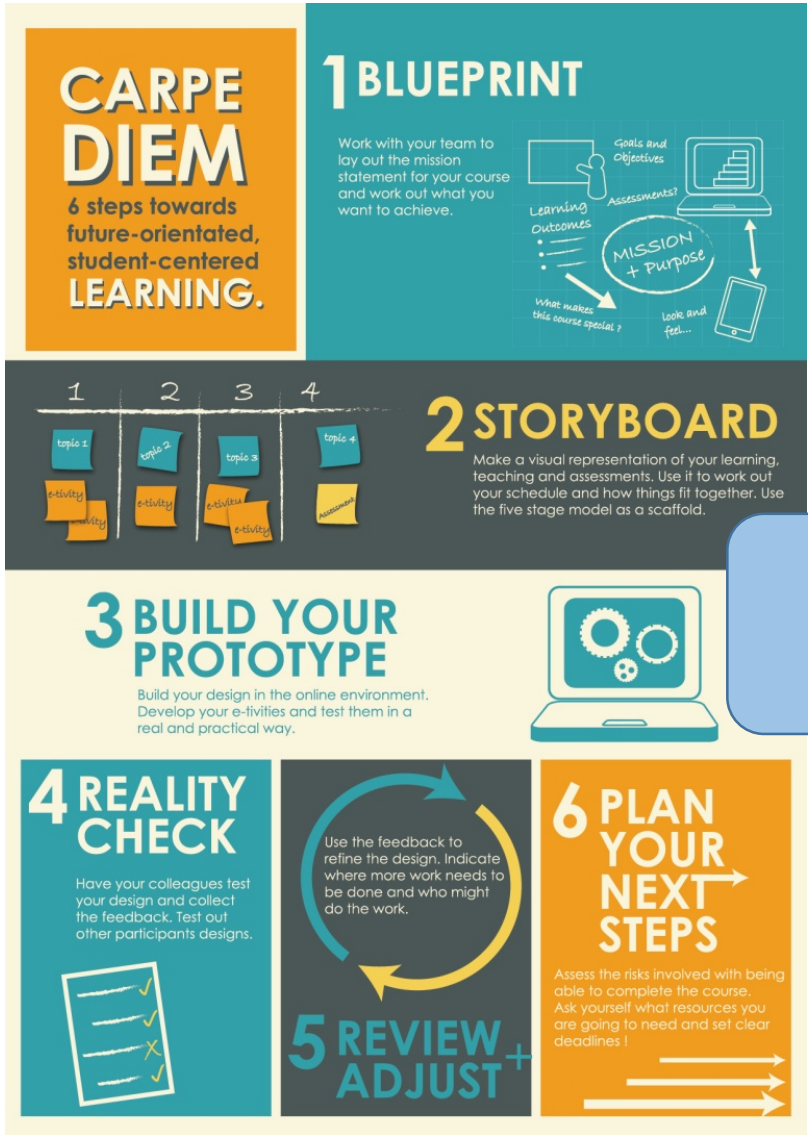 CARPE
DIEM
6 steps towards
future-orientated,
student-centered
LEARNING.
1 BLUEPRINT
Work with your team to
lay out the mission
statement for your course
and work out what you
want to achieve.
Goals and
Objectives
Assessments?
Learning
Outcomes
MISSION
+ Purpose
What makes
this course special ?
Look and
feel...
1 2 3 4
topic 1
topic 2
topic 3
topic 4
e-tivity
e-tivity
e-tivity
e-tivity
e-tivity
Assessment
2 STORYBOARD
Make a visual representation of your learning,
teaching and assessments. Use it to work out
your schedule and how things fit together. Use
the five stage model as a scaffold.
3 BUILD YOUR
PROTOTYPE
Build your design in the online environment.
Develop your e-tivities and test them in a
real and practical way.
4 REALITY
CHECK
Have your colleagues test
your design and collect
the feedback. Test out
other participants designs.
Use the feedback to
refine the design. Indicate
where more work needs to
be done and who might
do the work.
5 REVIEW +
ADJUST
6 PLAN
YOUR
NEXT
STEPS
Assess the risks involved with being
able to complete the course.
Ask yourself what resources you
are going to need and set clear
deadlines !